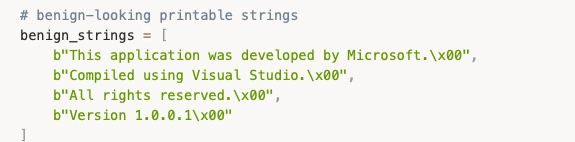 # benign-looking printable strings
benign_strings = [
    b"This application was developed by Microsoft.\x00",
    b"Compiled using Visual Studio.\x00",
    b"All rights reserved.\x00",
    b"Version 1.0.0.1\x00"
]